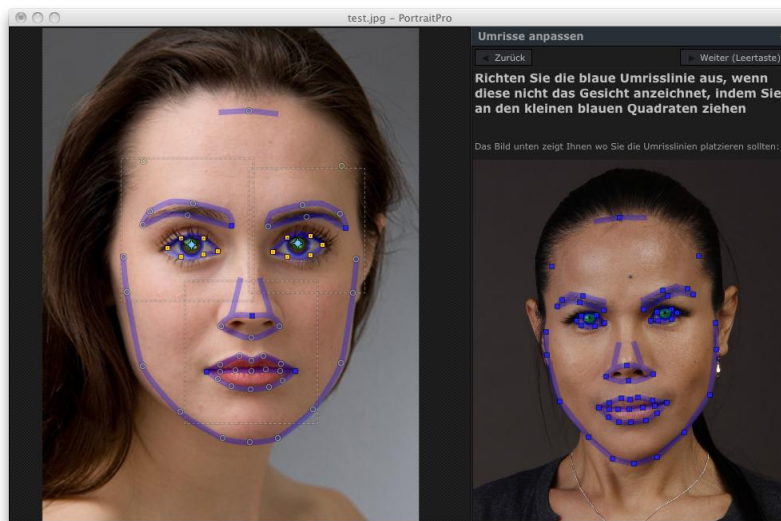 test.jpg – PortraitPro
Umrisse anpassen
Zurück
Weiter (Leertaste)
Richten Sie die blaue Umrisslinie aus, wenn
diese nicht das Gesicht anzeichnet, indem Sie
an den kleinen blauen Quadraten ziehen
Das Bild unten zeigt Ihnen wo Sie die Umrisslinien platzieren sollten: